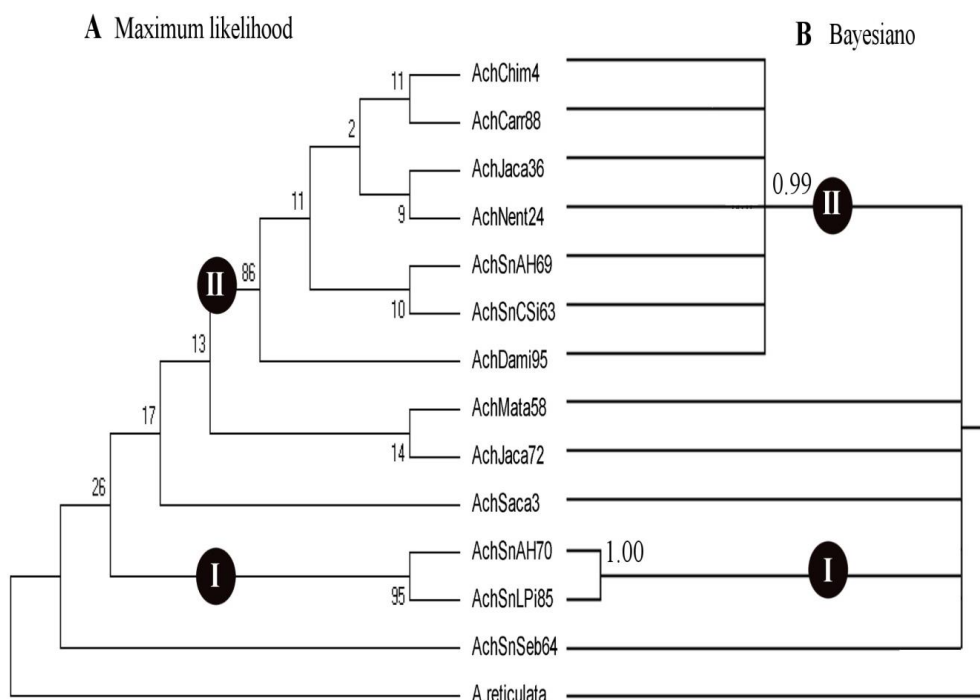 A Maximum likelihood
B Bayesiano
AchChim4
11
AchCarr88
2
AchJaca36
0.99
II
AchNent24
9
11
AchSnAH69
II
86
AchSnCSi63
10
13
AchDami95
AchMata58
17
AchJaca72
14
26
AchSaca3
AchSnAH70
1.00
I
I
95
AchSnLPi85
AchSnSeb64
A.reticulata